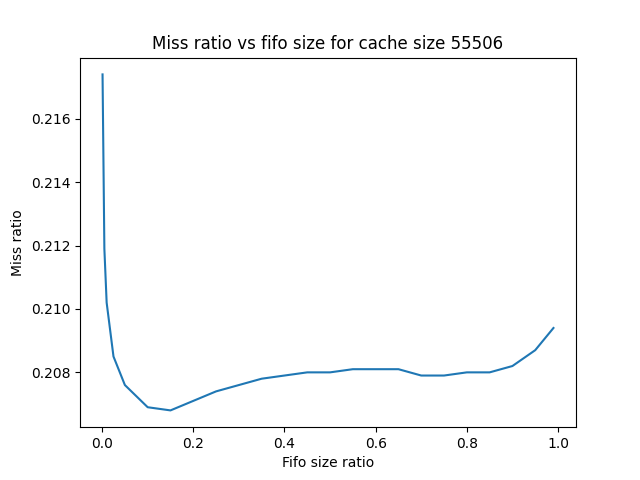 Miss ratio vs fifo size for cache size 55506
0.216
0.214
0.212
0.210
0.208
Miss ratio
0.0 0.2 0.4 0.6 0.8 1.0
Fifo size ratio